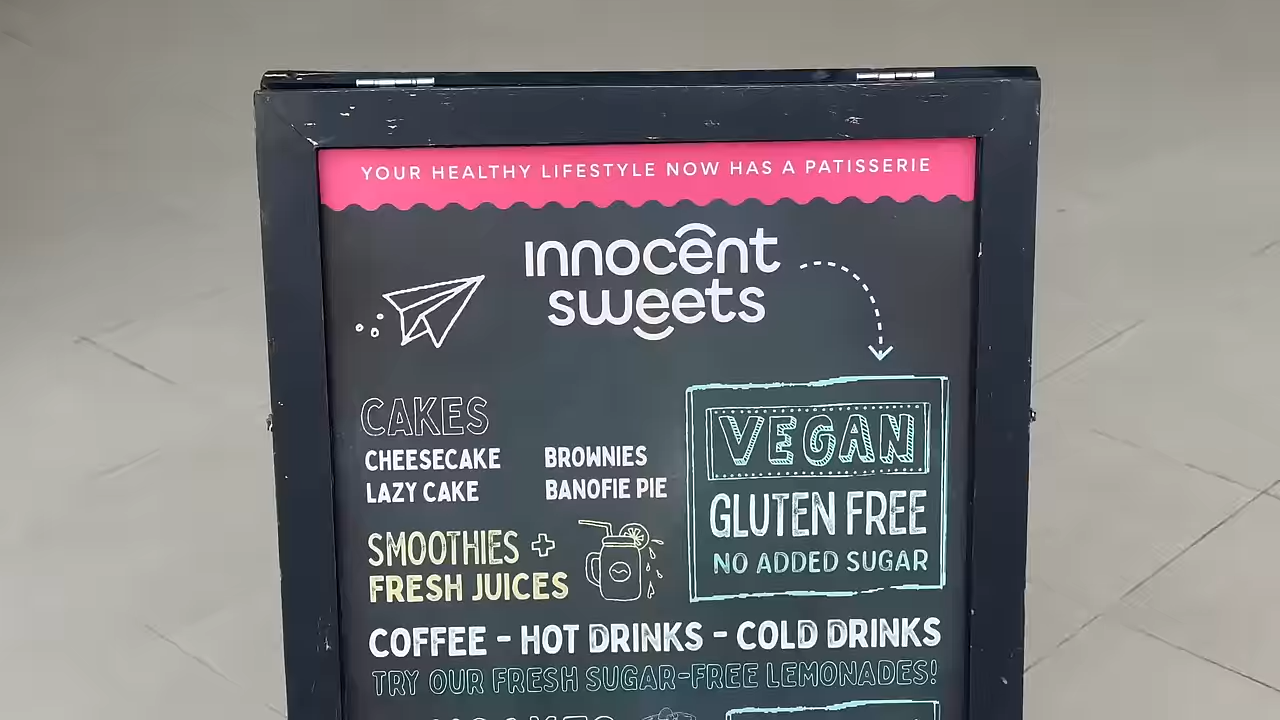 YOUR HEALTHY LIFESTYLE NOW HAS A PATISSERIE
innocent
sweets
CAKES
CHEESECAKE
BROWNIES
LAZY CAKE
BANOFIE PIE
VEGAN
GLUTEN FREE
NO ADDED SUGAR
SMOOTHIES +
FRESH JUICES
COFFEE - HOT DRINKS - COLD DRINKS
TRY OUR FRESH SUGAR-FREE LEMONADES!